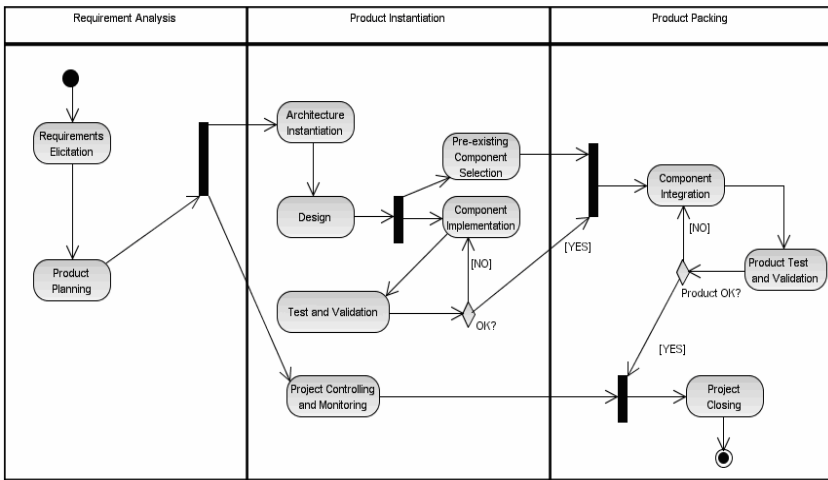 Requirement Analysis
Product Instantiation
Product Packing
Requirements
Elicitation
Product
Planning
Architecture
Instantiation
Design
Pre-existing
Component
Selection
Component
Implementation
[NO]
Test and Validation
OK?
[YES]
Project Controlling
and Monitoring
Component
Integration
[NO]
Product Test
and Validation
Product OK?
[YES]
Project
Closing